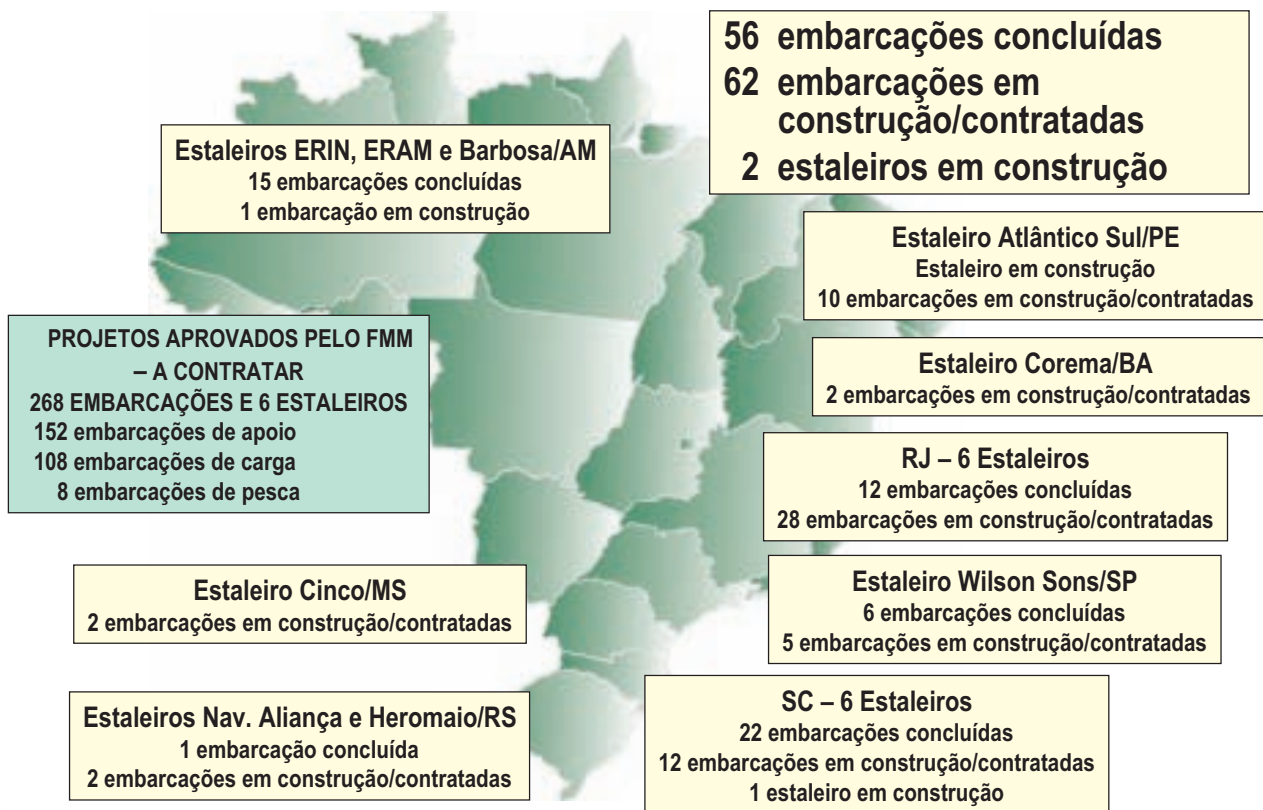 56 embarcações concluídas
62 embarcações em
construção/contratadas
2 estaleiros em construção
Estaleiros ERIN, ERAM e Barbosa/AM
15 embarcações concluídas
1 embarcação em construção
Estaleiro Atlântico Sul/PE
Estaleiro em construção
10 embarcações em construção/contratadas
PROJETOS APROVADOS PELO FMM
– A CONTRATAR
268 EMBARCAÇÕES E 6 ESTALEIROS
152 embarcações de apoio
108 embarcações de carga
8 embarcações de pesca
Estaleiro Corema/BA
2 embarcações em construção/contratadas
RJ – 6 Estaleiros
12 embarcações concluídas
28 embarcações em construção/contratadas
Estaleiro Cinco/MS
2 embarcações em construção/contratadas
Estaleiro Wilson Sons/SP
6 embarcações concluídas
5 embarcações em construção/contratadas
Estaleiros Nav. Aliança e Heromaio/RS
1 embarcação concluída
2 embarcações em construção/contratadas
SC – 6 Estaleiros
22 embarcações concluídas
12 embarcações em construção/contratadas
1 estaleiro em construção